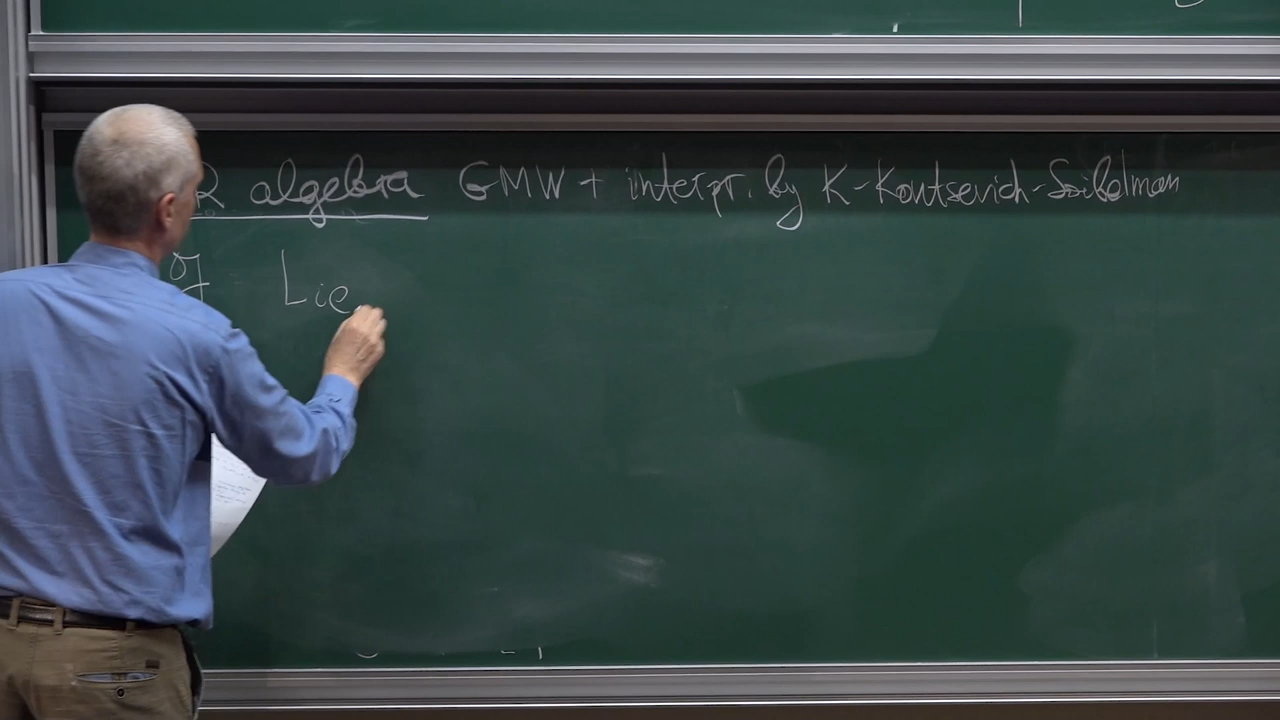 R algebra GMW + interpr. by K-Kontsevich-Soibelman
g Lie